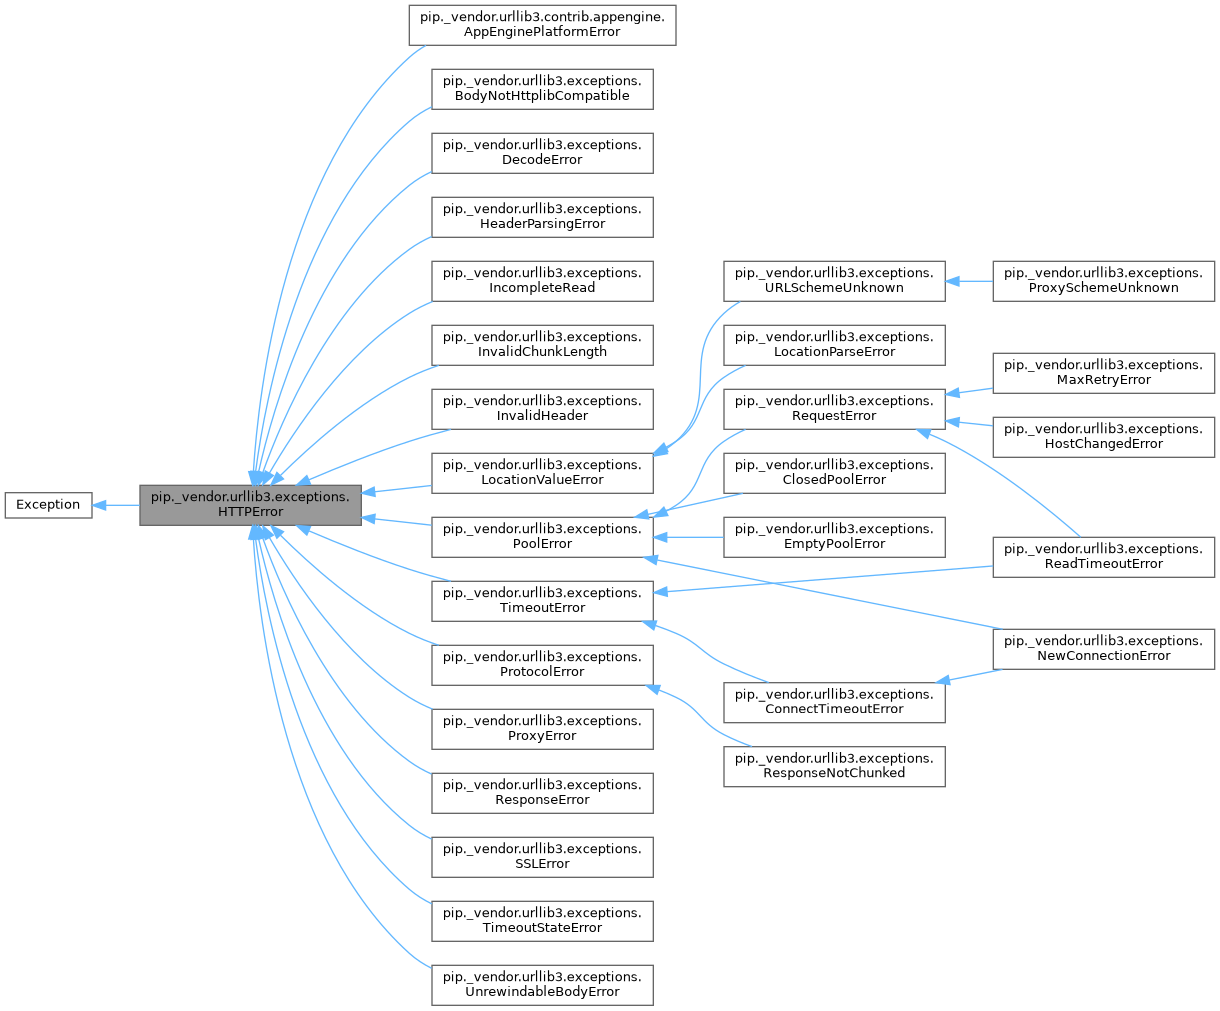 Exception
pip._vendor.urllib3.exceptions.
HTTPError
pip._vendor.urllib3.contrib.appengine.
AppEnginePlatformError
pip._vendor.urllib3.exceptions.
BodyNotHttplibCompatible
pip._vendor.urllib3.exceptions.
DecodeError
pip._vendor.urllib3.exceptions.
HeaderParsingError
pip._vendor.urllib3.exceptions.
IncompleteRead
pip._vendor.urllib3.exceptions.
InvalidChunkLength
pip._vendor.urllib3.exceptions.
InvalidHeader
pip._vendor.urllib3.exceptions.
LocationValueError
pip._vendor.urllib3.exceptions.
PoolError
pip._vendor.urllib3.exceptions.
TimeoutError
pip._vendor.urllib3.exceptions.
ProtocolError
pip._vendor.urllib3.exceptions.
ProxyError
pip._vendor.urllib3.exceptions.
ResponseError
pip._vendor.urllib3.exceptions.
SSLError
pip._vendor.urllib3.exceptions.
TimeoutStateError
pip._vendor.urllib3.exceptions.
UnrewindableBodyError
pip._vendor.urllib3.exceptions.
URLSchemeUnknown
pip._vendor.urllib3.exceptions.
LocationParseError
pip._vendor.urllib3.exceptions.
RequestError
pip._vendor.urllib3.exceptions.
ClosedPoolError
pip._vendor.urllib3.exceptions.
EmptyPoolError
pip._vendor.urllib3.exceptions.
ConnectTimeoutError
pip._vendor.urllib3.exceptions.
ResponseNotChunked
pip._vendor.urllib3.exceptions.
ProxySchemeUnknown
pip._vendor.urllib3.exceptions.
MaxRetryError
pip._vendor.urllib3.exceptions.
HostChangedError
pip._vendor.urllib3.exceptions.
ReadTimeoutError
pip._vendor.urllib3.exceptions.
NewConnectionError